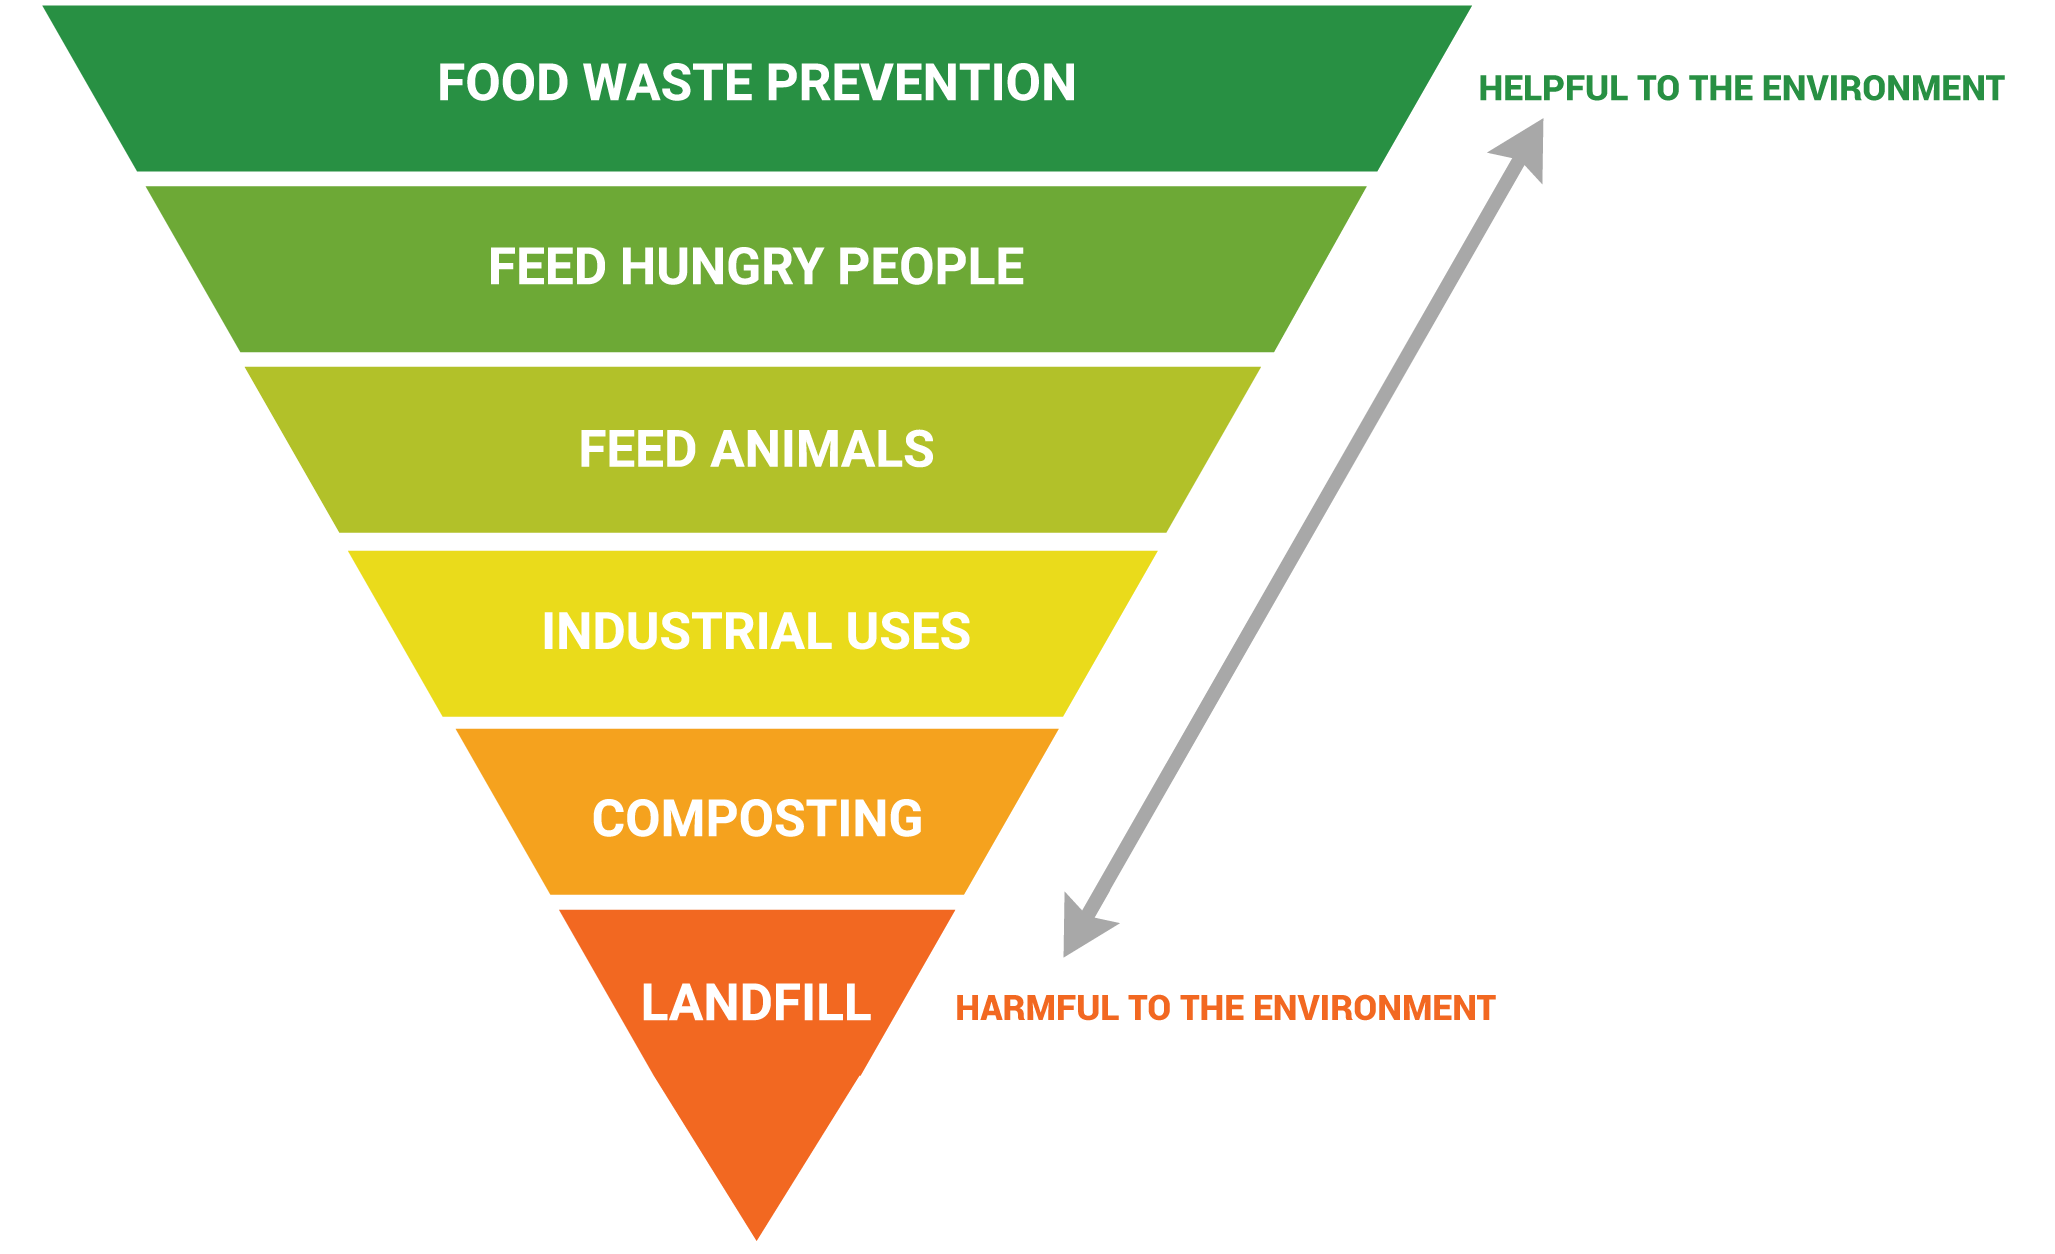 FOOD WASTE PREVENTION
HELPFUL TO THE ENVIRONMENT
FEED HUNGRY PEOPLE
FEED ANIMALS
INDUSTRIAL USES
COMPOSTING
LANDFILL
HARMFUL TO THE ENVIRONMENT